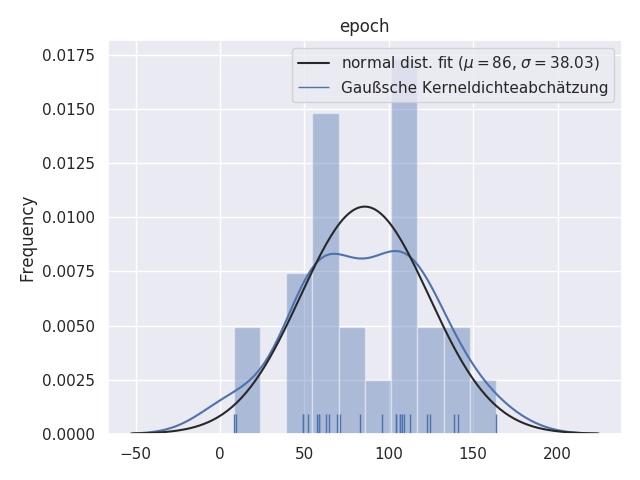 epoch
0.0175
0.0150
0.0125
0.0100
0.0075
0.0050
0.0025
0.0000
Frequency
normal dist. fit (μ = 86, σ = 38.03)
Gaußsche Kerneldichteabchätzung
−50 0 50 100 150 200